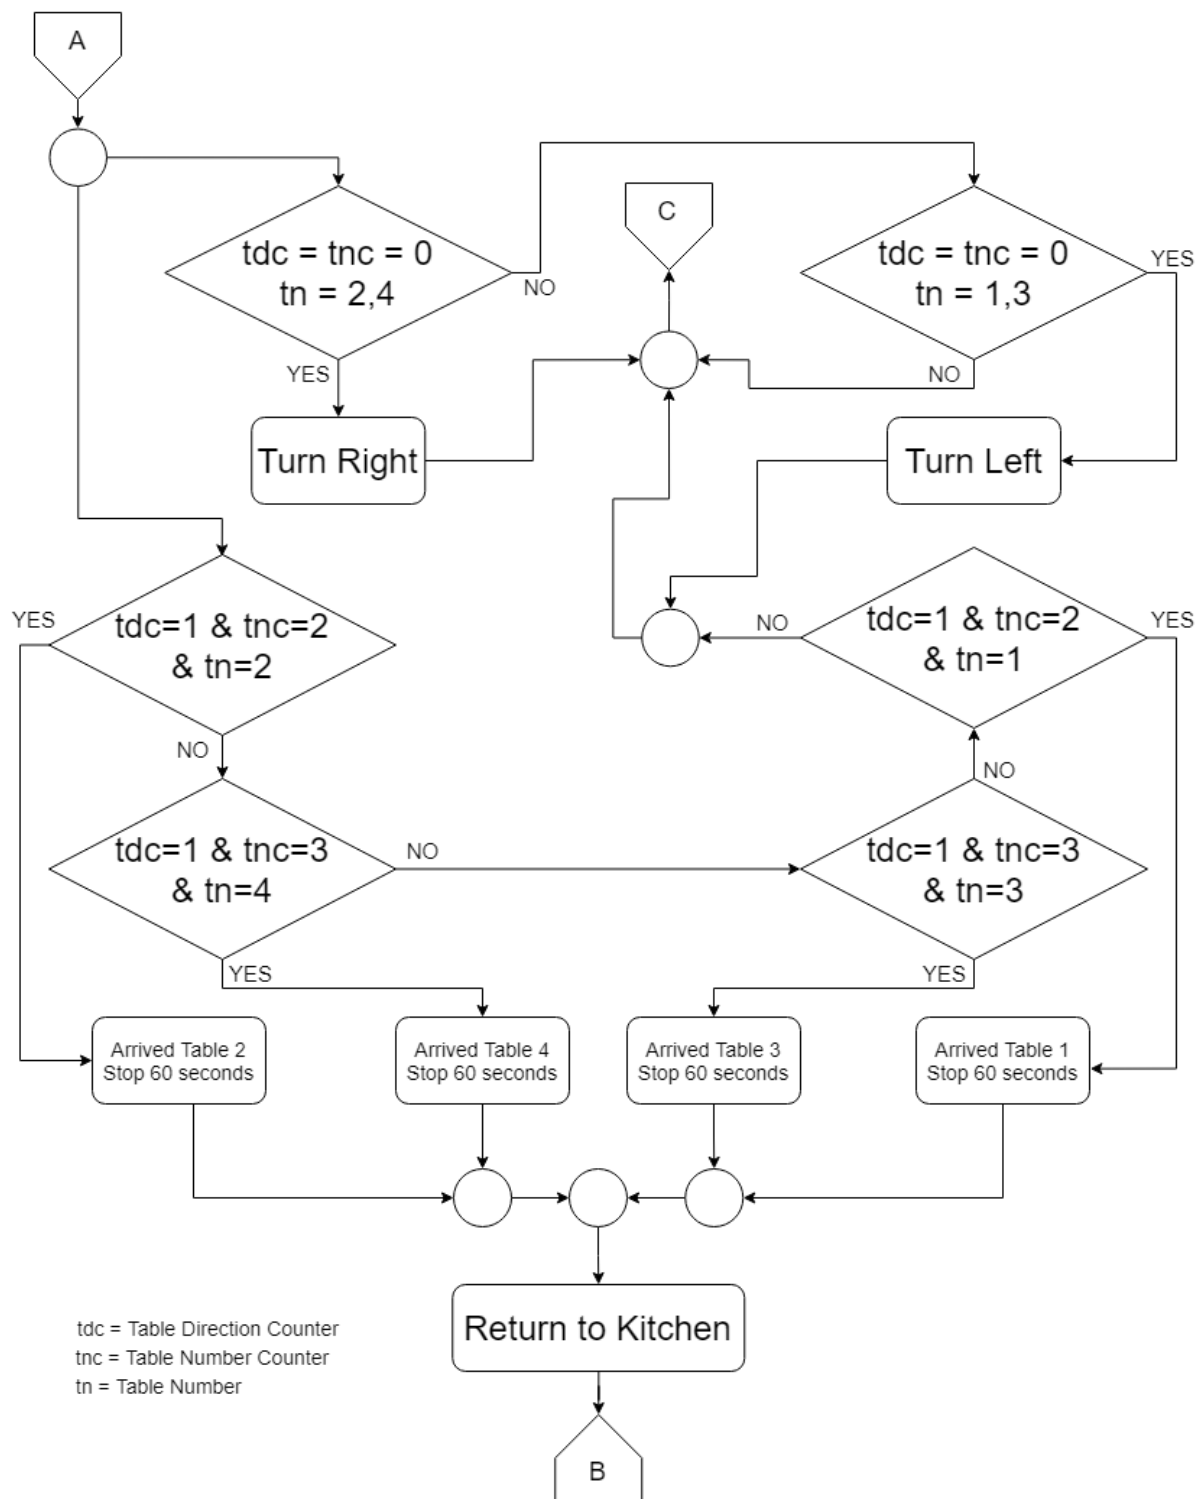 A
tdc = tnc = 0
tn = 2,4
NO
YES
Turn Right
C
tdc = tnc = 0
tn = 1,3
YES
NO
Turn Left
YES
tdc=1 & tnc=2
& tn=2
NO
NO
tdc=1 & tnc=2
& tn=1
YES
NO
tdc=1 & tnc=3
& tn=4
NO
YES
tdc=1 & tnc=3
& tn=3
YES
Arrived Table 2
Stop 60 seconds
Arrived Table 4
Stop 60 seconds
Arrived Table 3
Stop 60 seconds
Arrived Table 1
Stop 60 seconds
Return to Kitchen
tdc = Table Direction Counter
tnc = Table Number Counter
tn = Table Number
B